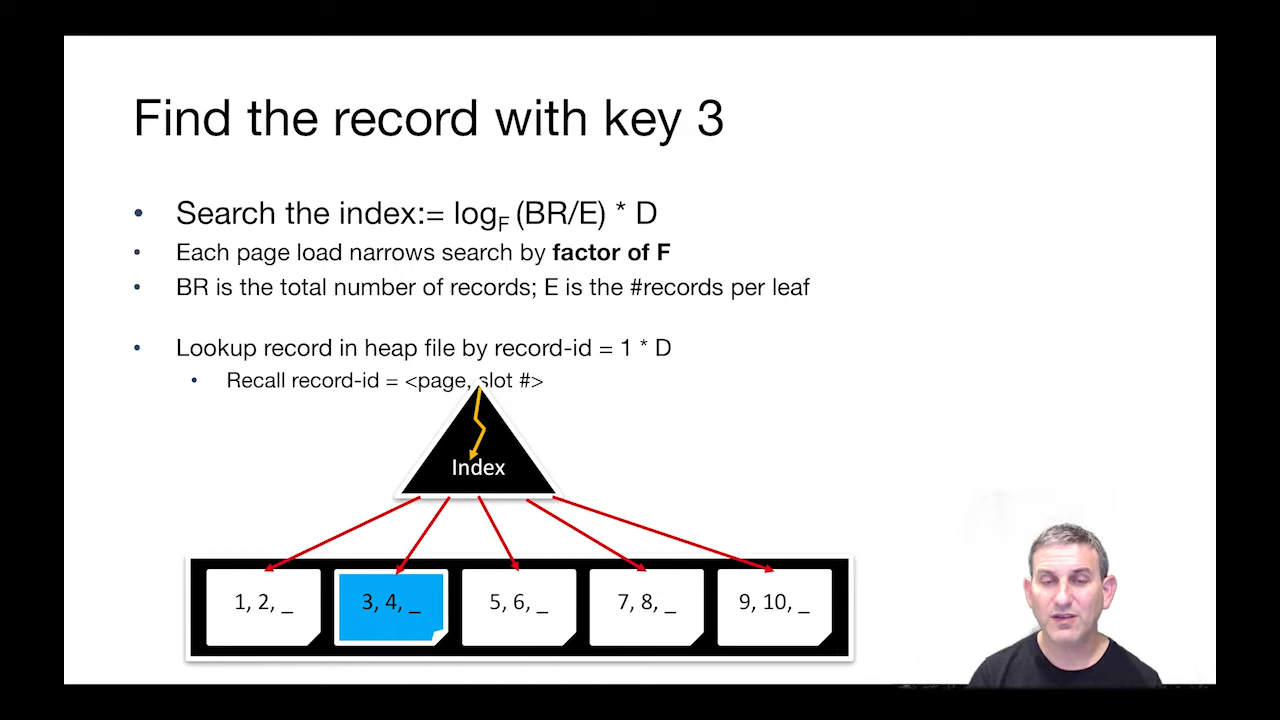 Find the record with key 3
• Search the index:= logF (BR/E) * D
• Each page load narrows search by factor of F
• BR is the total number of records; E is the #records per leaf
• Lookup record in heap file by record-id = 1 * D
• Recall record-id = <page, slot #>
Index
1, 2, _ 3, 4, _ 5, 6, _ 7, 8, _ 9, 10, _